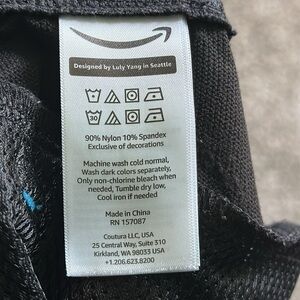 Designed by Luly Yang in Seattle
30
90% Nylon 10% Spandex
Exclusive of decorations
Machine wash cold normal,
Wash dark colors separately,
Only non-chlorine bleach when
needed, Tumble dry low,
Cool iron if needed
Made in China
RN 157087
Coutura LLC, USA
25 Central Way, Suite 310
Kirkland, WA 98033 USA
+1.206.623.8200